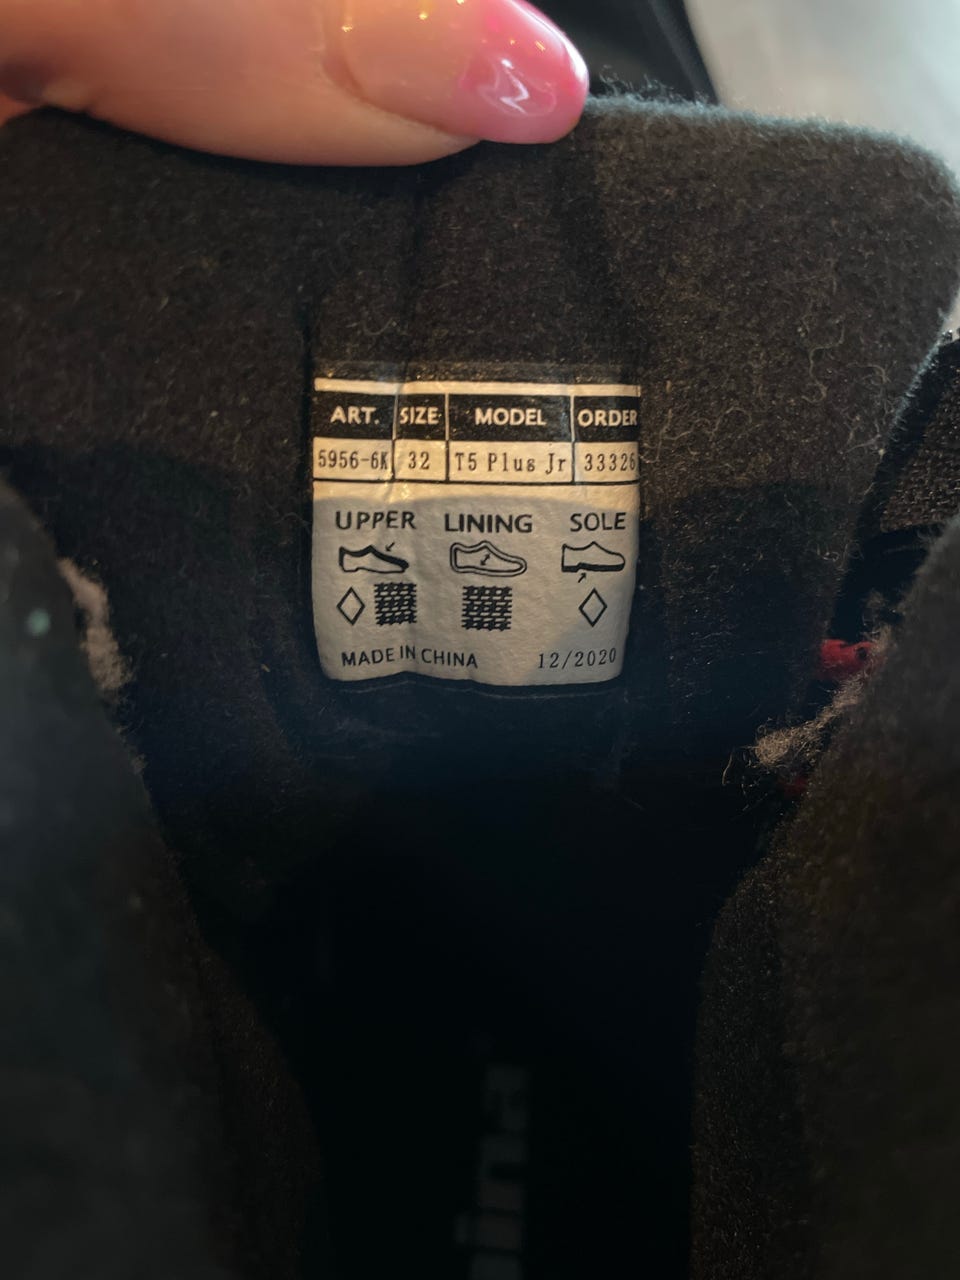 ART. SIZE MODEL ORDER
5956-6K 32 T5 Plus Jr 33326
UPPER LINING SOLE
MADE IN CHINA 12/2020